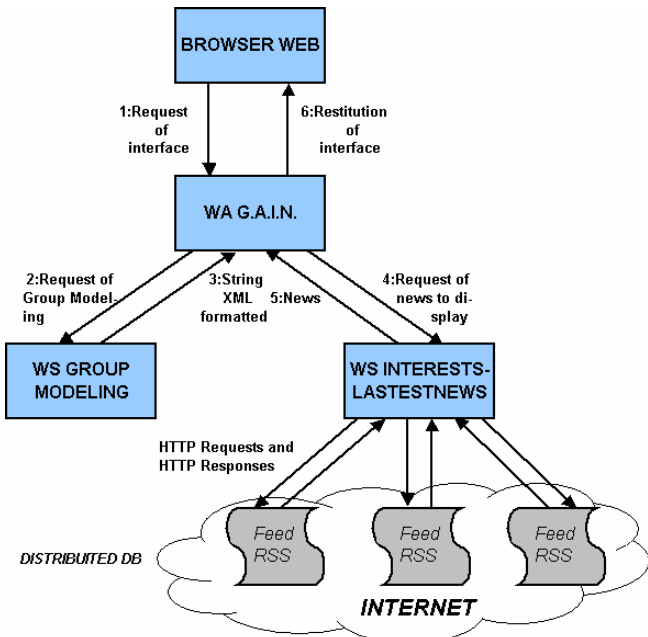 BROWSER WEB
1:Request
of
interface
6:Restitution
of
interface
WA G.A.I.N.
2:Request of
Group Model-
ing
3:String
XML
formatted
5:News
4:Request of
news to di-
splay
WS GROUP
MODELING
WS INTERESTS-
LASTESTNEWS
HTTP Requests and
HTTP Responses
Feed
RSS
Feed
RSS
Feed
RSS
DISTRIBUITED DB
INTERNET